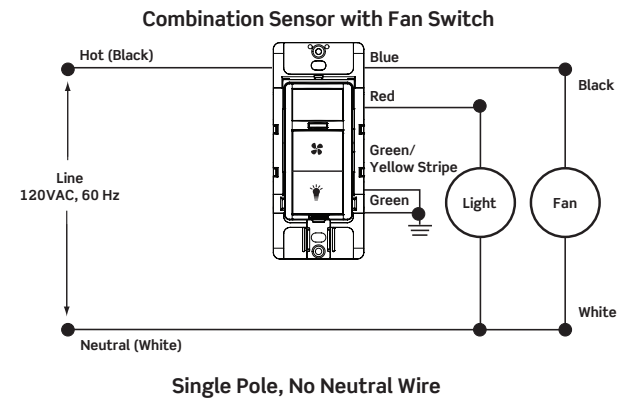 Combination Sensor with Fan Switch
Hot (Black)
Blue
Black
Red
Green/
Yellow Stripe
Line
120VAC, 60 Hz
Green
Light
Fan
White
Neutral (White)
Single Pole, No Neutral Wire